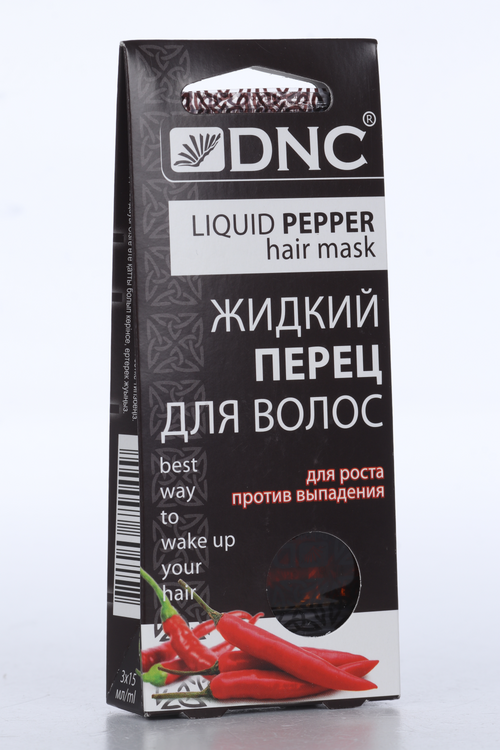 DNC®
LIQUID PEPPER
hair mask
ЖИДКИЙ
ПЕРЕЦ
ДЛЯ ВОЛОС
для роста
против выпадения
best
way
to
wake up
your
hair
3x15
мл/ml